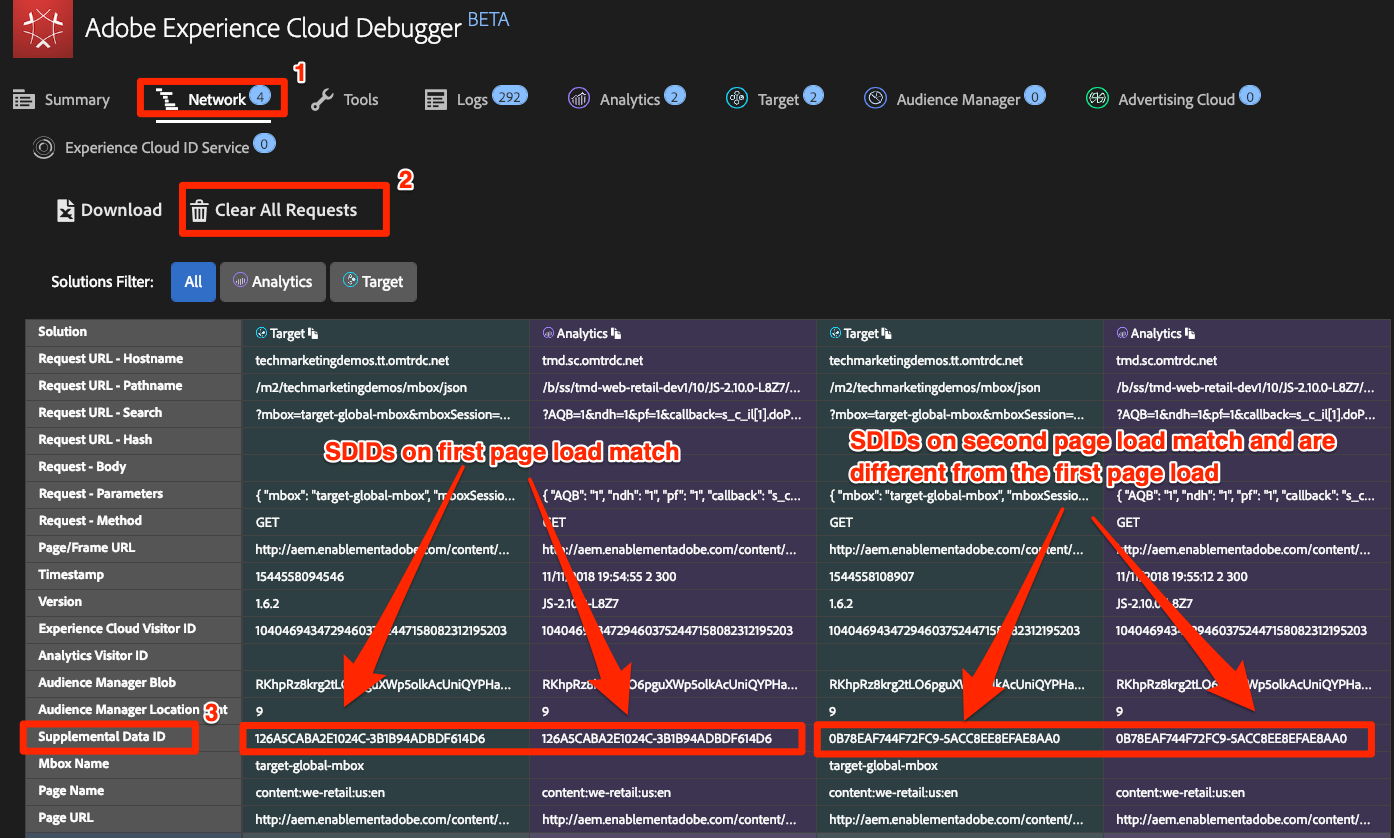 Adobe Experience Cloud Debugger BETA
1
Summary Network 4 Tools Logs 292 Analytics 2 Target 2 Audience Manager 0 Advertising Cloud 0
Experience Cloud ID Service 0
2
Download Clear All Requests
Solutions Filter: All Analytics Target
Solution Target Analytics Target Analytics
Request URL - Hostname techmarketingdemos.tt.omtrdc.net tmd.sc.omtrdc.net techmarketingdemos.tt.omtrdc.net tmd.sc.omtrdc.net
Request URL - Pathname /m2/techmarketingdemos/mbox/json /b/ss/tmd-web-retail-dev1/10/JS-2.10.0-L8Z7/... /m2/techmarketingdemos/mbox/json /b/ss/tmd-web-retail-dev1/10/JS-2.10.0-L8Z7/...
Request URL - Search ?mbox=target-global-mbox&mboxSession=... ?AQB=1&ndh=1&pf=1&callback=s_c_il[1].doP... ?mbox=target-global-mbox&mboxSession=... ?AQB=1&ndh=1&pf=1&callback=s_c_il[1].doP...
Request URL - Hash
SDIDs on first page load match
SDIDs on second page load match and are
different from the first page load
Request - Body
Request - Parameters { "mbox": "target-global-mbox", "mboxSessio... { "AQB": "1", "ndh": "1", "pf": "1", "callback": "s_c... { "mbox": "target-global-mbox", "mboxSessio... { "AQB": "1", "ndh": "1", "pf": "1", "callback": "s_c...
Request - Method GET GET GET GET
Page/Frame URL http://aem.enablementadobe.com/content/... http://aem.enablementadobe.com/content/... http://aem.enablementadobe.com/content/... http://aem.enablementadobe.com/content/...
Timestamp 1544558094546 11/11/2018 19:54:55 2 300 1544558108907 11/11/2018 19:55:12 2 300
Version 1.6.2 JS-2.10.0-L8Z7 1.6.2 JS-2.10.0-L8Z7
Experience Cloud Visitor ID 10404694347294603752447158082312195203 10404694347294603752447158082312195203 10404694347294603752447158082312195203 10404694347294603752447158082312195203
Analytics Visitor ID
Audience Manager Blob RKhpRz8krg2tLO6pguXWp5olkAcUniQYPHa... RKhpRz8krg2tLO6pguXWp5olkAcUniQYPHa... RKhpRz8krg2tLO6pguXWp5olkAcUniQYPHa... RKhpRz8krg2tLO6pguXWp5olkAcUniQYPHa...
Audience Manager Location 9 9 9 9
3
Supplemental Data ID 126A5CABA2E1024C-3B1B94ADBDF614D6 126A5CABA2E1024C-3B1B94ADBDF614D6 0B78EAF744F72FC9-5ACC8EE8EFAE8AA0 0B78EAF744F72FC9-5ACC8EE8EFAE8AA0
Mbox Name target-global-mbox target-global-mbox
Page Name content:we-retail:us:en content:we-retail:us:en content:we-retail:us:en content:we-retail:us:en
Page URL http://aem.enablementadobe.com/content/... http://aem.enablementadobe.com/content/... http://aem.enablementadobe.com/content/... http://aem.enablementadobe.com/content/...